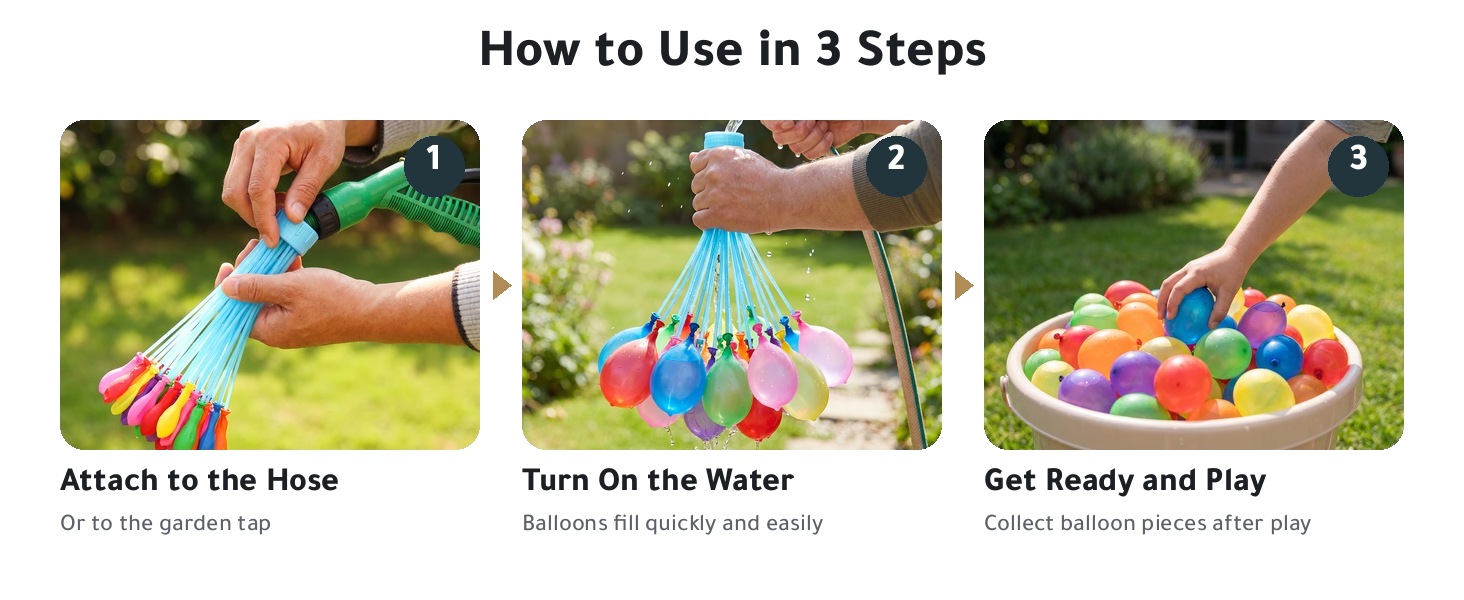 How to Use in 3 Steps
1
2
3
Attach to the Hose
Or to the garden tap
Turn On the Water
Balloons fill quickly and easily
Get Ready and Play
Collect balloon pieces after play